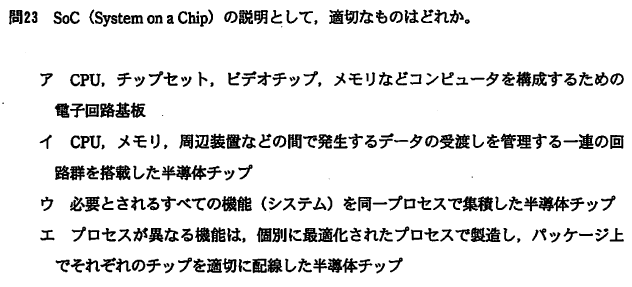 問23 SoC（System on a Chip）の説明として，適切なものはどれか。
ア CPU，チップセット，ビデオチップ，メモリなどコンピュータを構成するための
電子回路基板
イ CPU，メモリ，周辺装置などの間で発生するデータの受渡しを管理する一連の回
路群を搭載した半導体チップ
ウ 必要とされるすべての機能（システム）を同一プロセスで集積した半導体チップ
エ プロセスが異なる機能は，個別に最適化されたプロセスで製造し，パッケージ上
でそれぞれのチップを適切に配線した半導体チップ